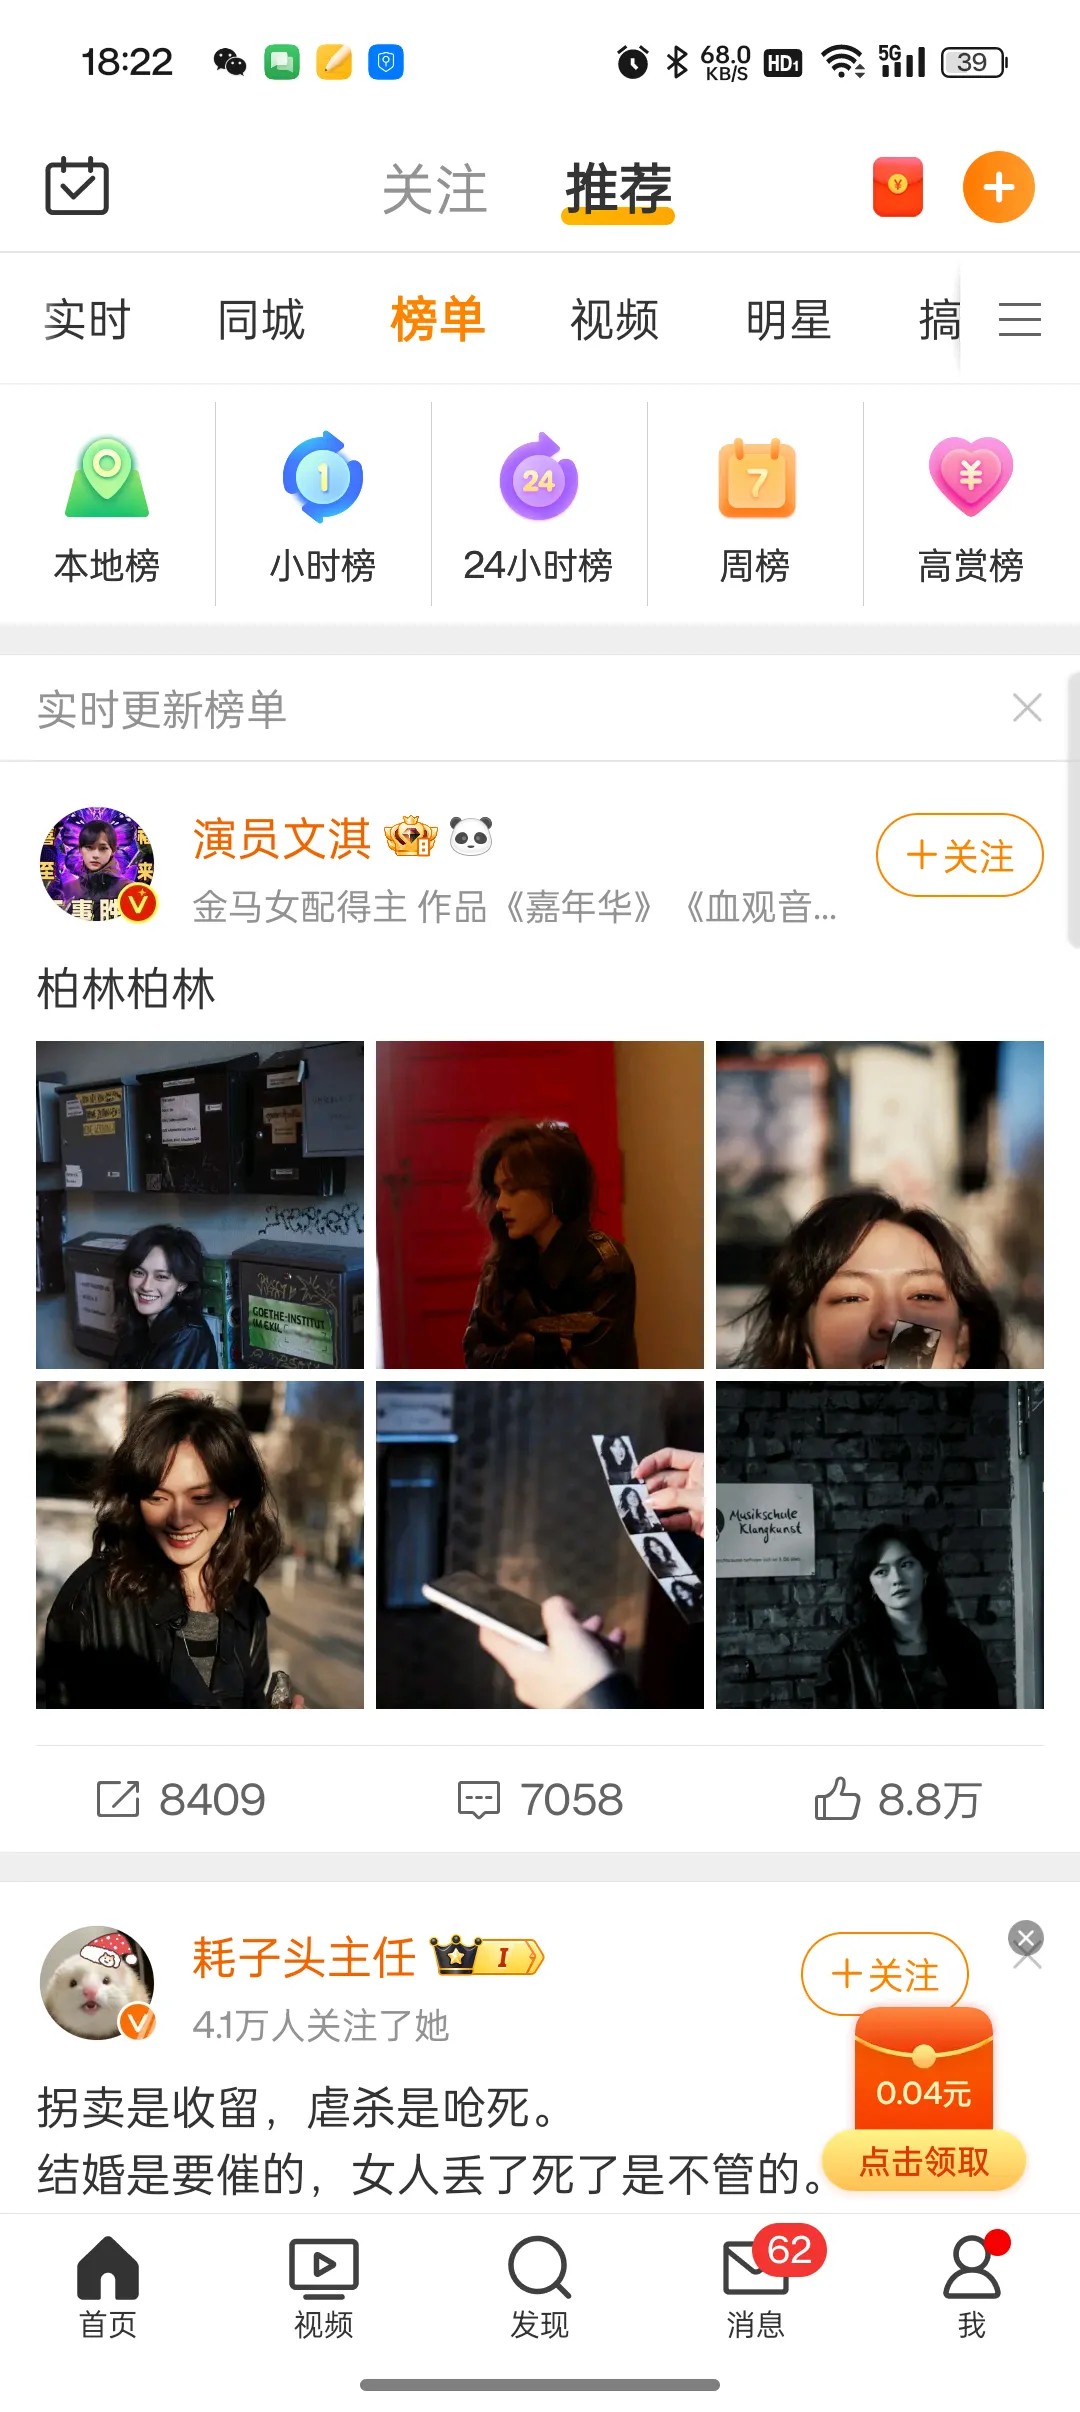 18:22
68.0
KB/S
HD1
5G
39
关注
推荐
实时
同城
榜单
视频
明星
搞
1
24
7
¥
本地榜
小时榜
24小时榜
周榜
高赏榜
实时更新榜单
演员文淇
金马女配得主 作品《嘉年华》《血观音...
+关注
柏林柏林
GOETHE-INSTITUT
IM EXIL
Musikschule
Klangkunst
8409
7058
8.8万
耗子头主任
I
4.1万人关注了她
+关注
拐卖是收留，虐杀是呛死。
结婚是要催的，女人丢了死了是不管的。
0.04元
点击领取
首页
视频
发现
62
消息
我